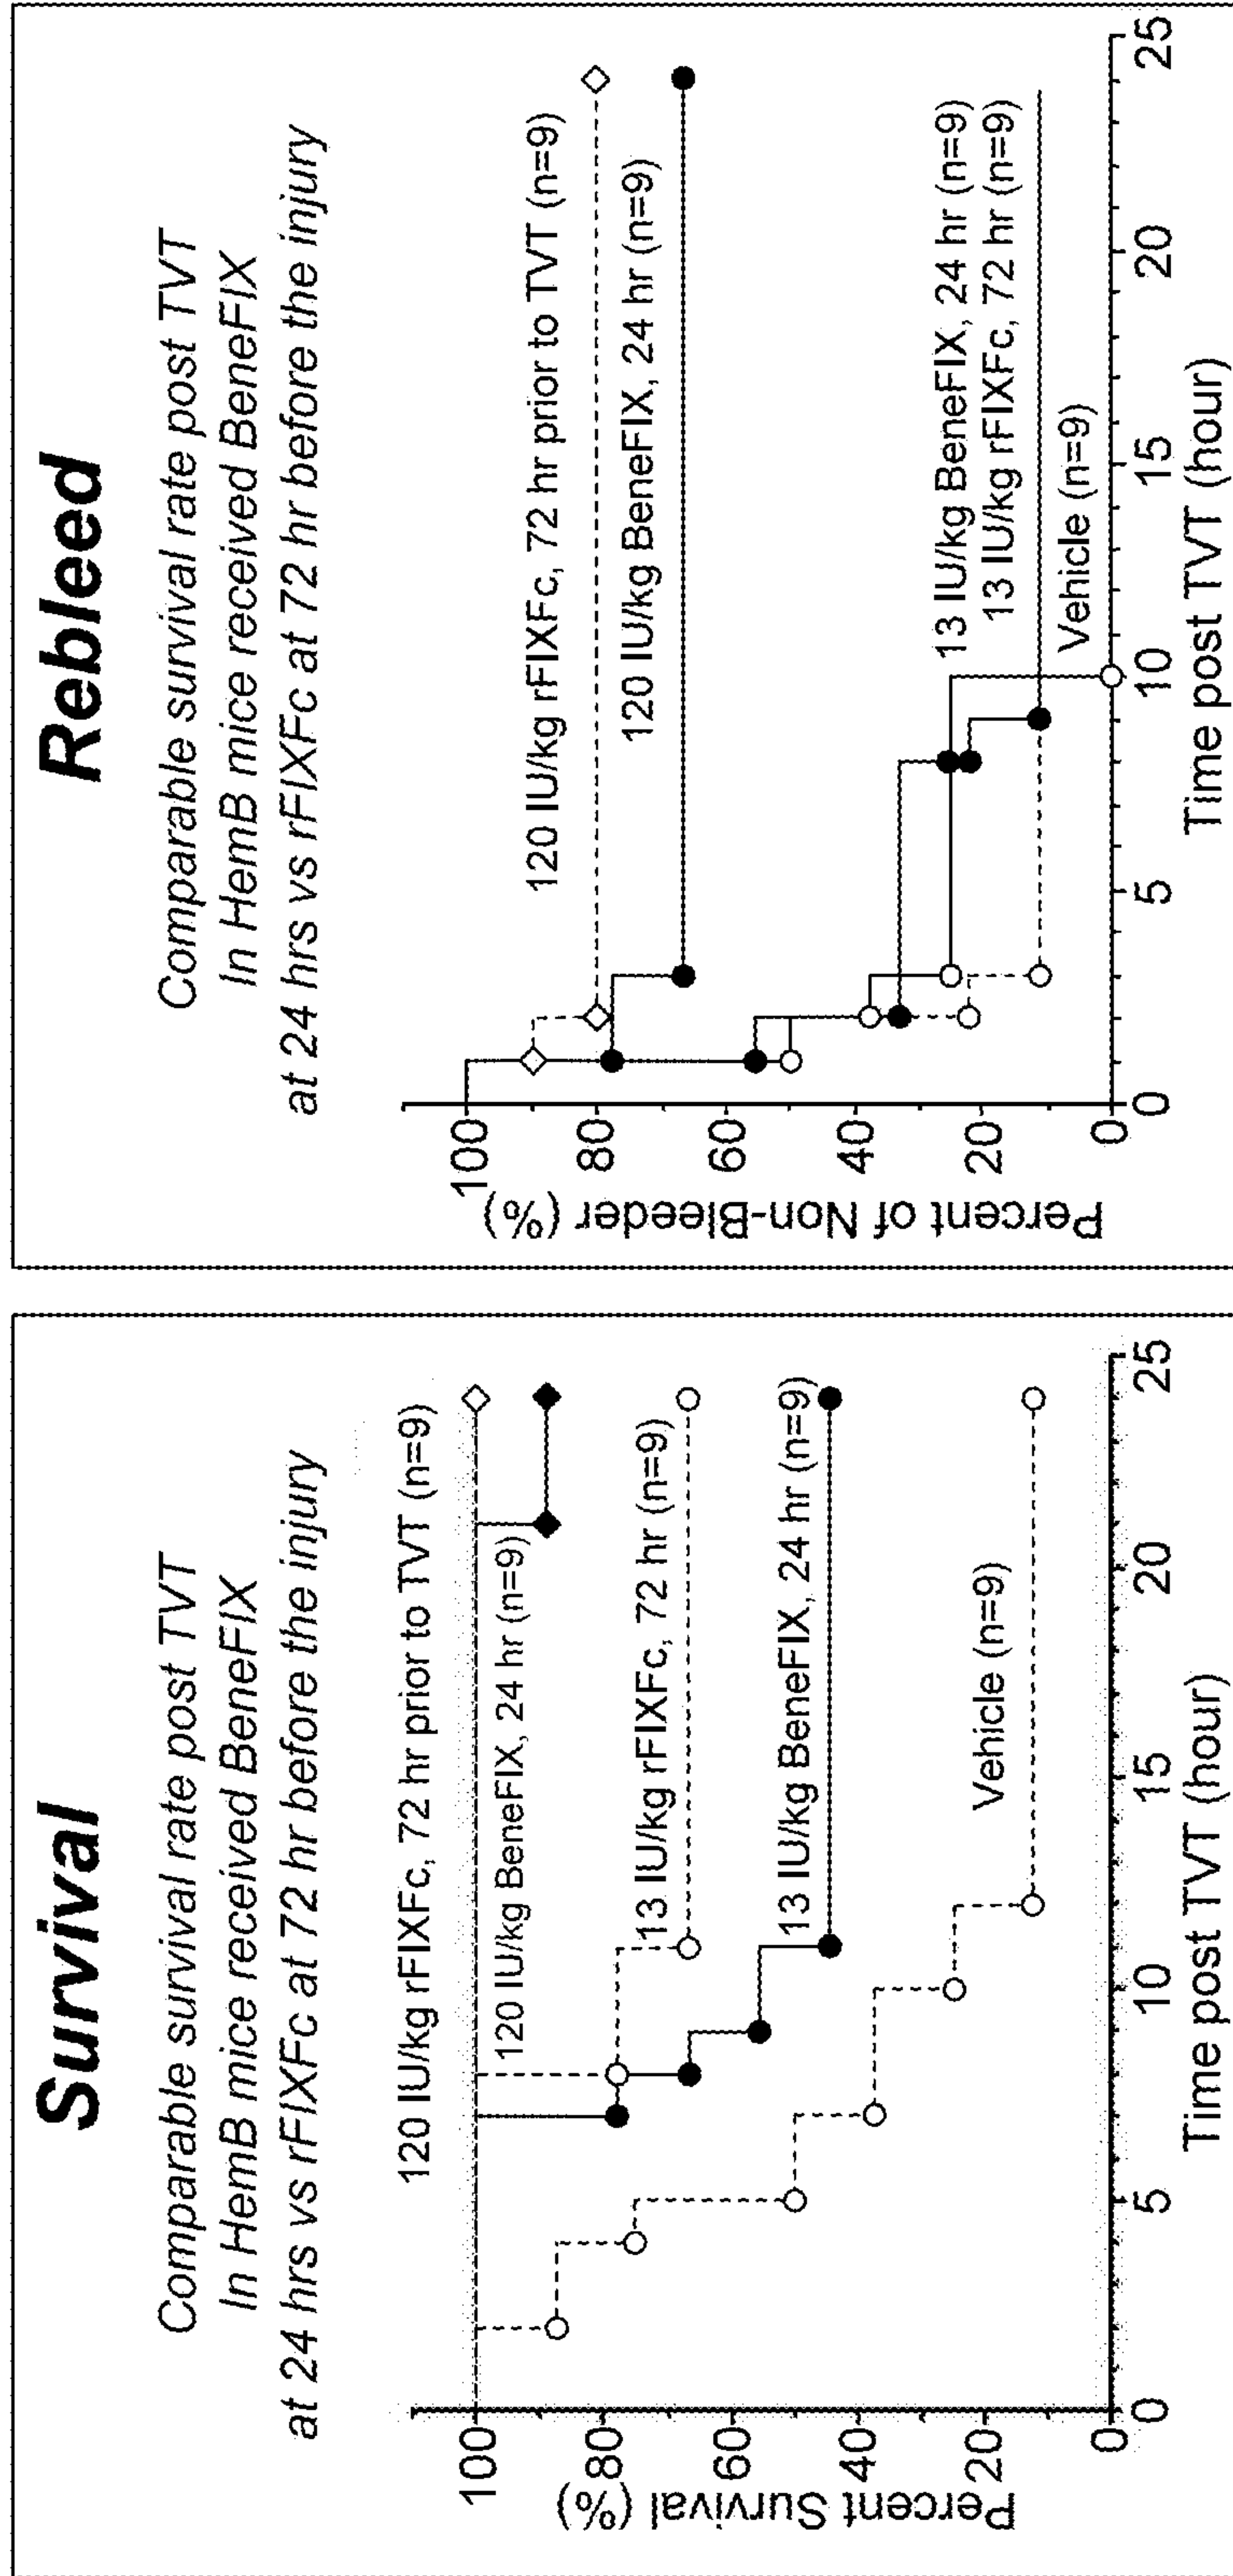 Survival
Comparable survival rate post TVT
In HemB mice received BeneFIX
at 24 hrs vs rFIXFc at 72 hr before the injury
120 IU/kg rFIXFc, 72 hr prior to TVT (n=9)
120 IU/kg BeneFIX, 24 hr (n=9)
13 IU/kg rFIXFc, 72 hr (n=9)
13 IU/kg BeneFIX, 24 hr (n=9)
Vehicle (n=9)
Percent Survival (%)
100
80
60
40
20
0
0 5 10 15 20 25
Time post TVT (hour)
Rebleed
Comparable survival rate post TVT
In HemB mice received BeneFIX
at 24 hrs vs rFIXFc at 72 hr before the injury
120 IU/kg rFIXFc, 72 hr prior to TVT (n=9)
120 IU/kg BeneFIX, 24 hr (n=9)
13 IU/kg BeneFIX, 24 hr (n=9)
13 IU/kg rFIXFc, 72 hr (n=9)
Vehicle (n=9)
Percent of Non-Bleeder (%)
100
80
60
40
20
0
0 5 10 15 20 25
Time post TVT (hour)